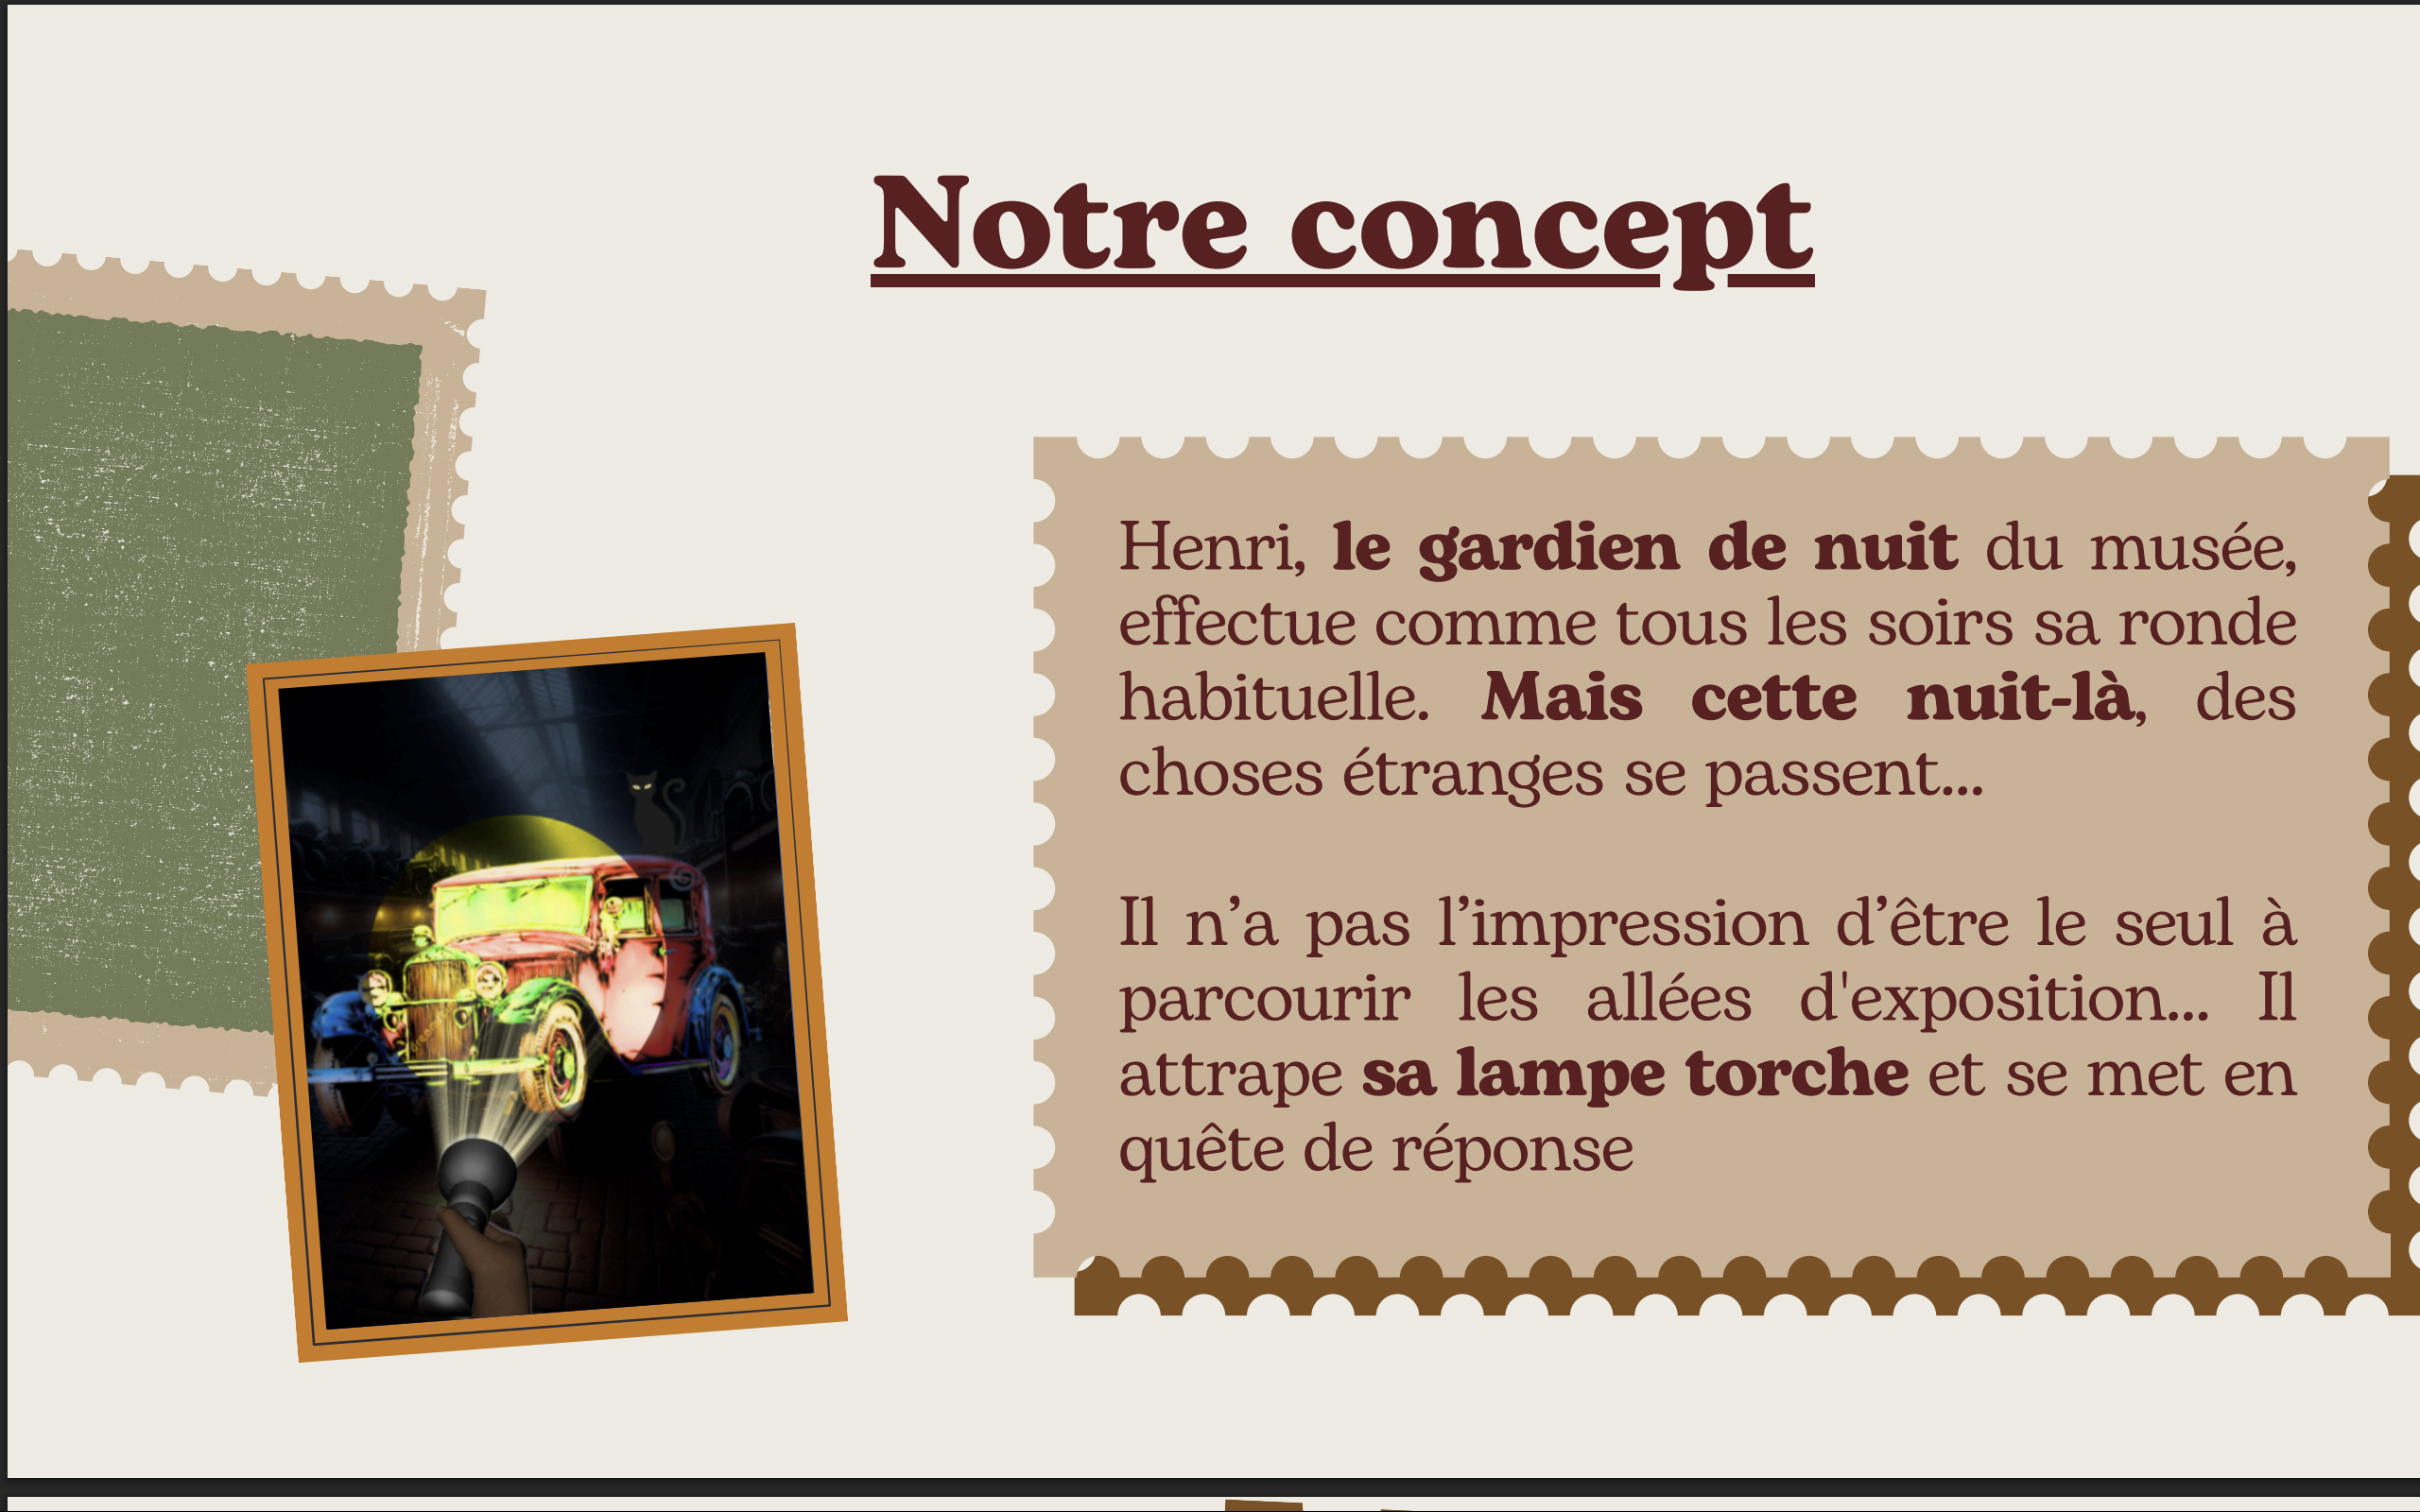 Notre concept
Henri, le gardien de nuit du musée,
effectue comme tous les soirs sa ronde
habituelle. Mais cette nuit-là, des
choses étranges se passent...
Il n’a pas l’impression d’être le seul à
parcourir les allées d'exposition... Il
attrape sa lampe torche et se met en
quête de réponse